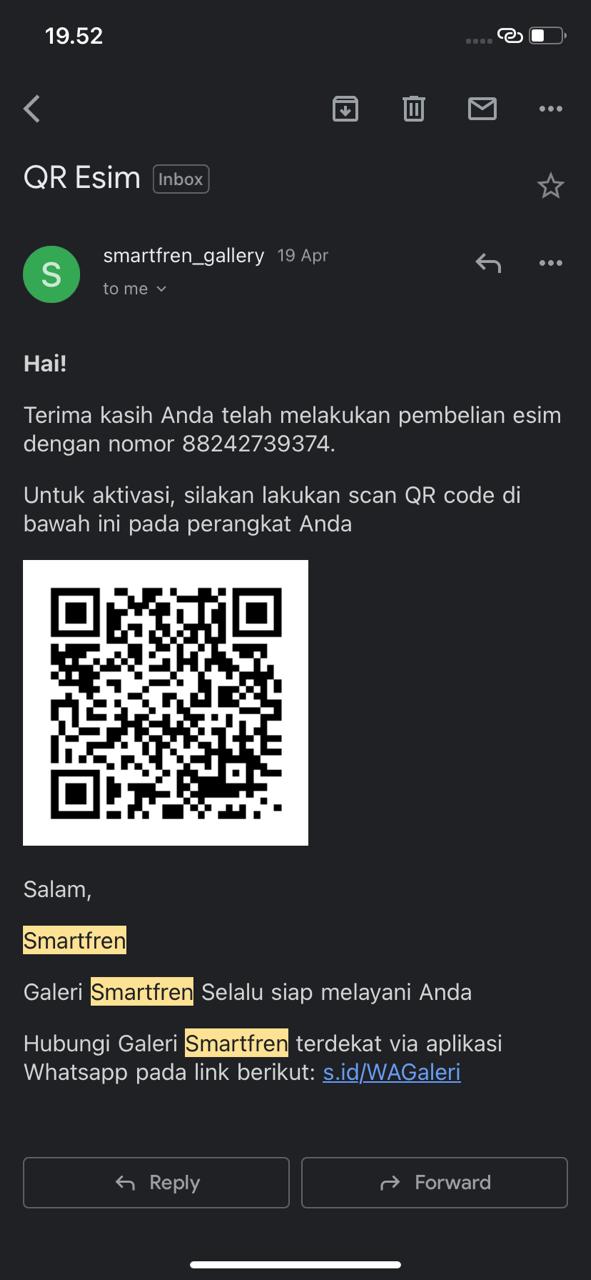 19.52
QR Esim Inbox
S
smartfren_gallery 19 Apr
to me
Hai!
Terima kasih Anda telah melakukan pembelian esim
dengan nomor 88242739374.
Untuk aktivasi, silakan lakukan scan QR code di
bawah ini pada perangkat Anda
Salam,
Smartfren
Galeri Smartfren Selalu siap melayani Anda
Hubungi Galeri Smartfren terdekat via aplikasi
Whatsapp pada link berikut: s.id/WAGaleri
Reply
Forward